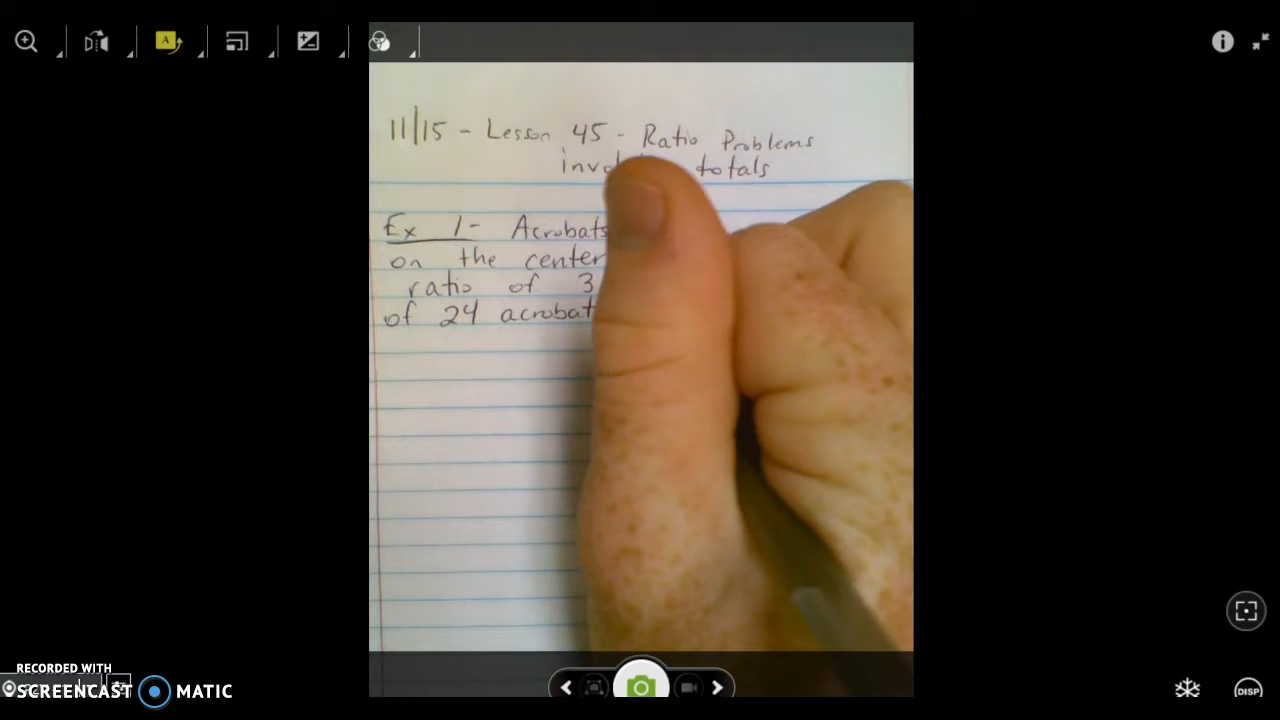 11/15 - Lesson 45 - Ratio Problems
totals
Ex 1- Acrobats
on the center
ratio of 3
of 24 acrobat
RECORDED WITH
SCREENCAST MATIC
DISP